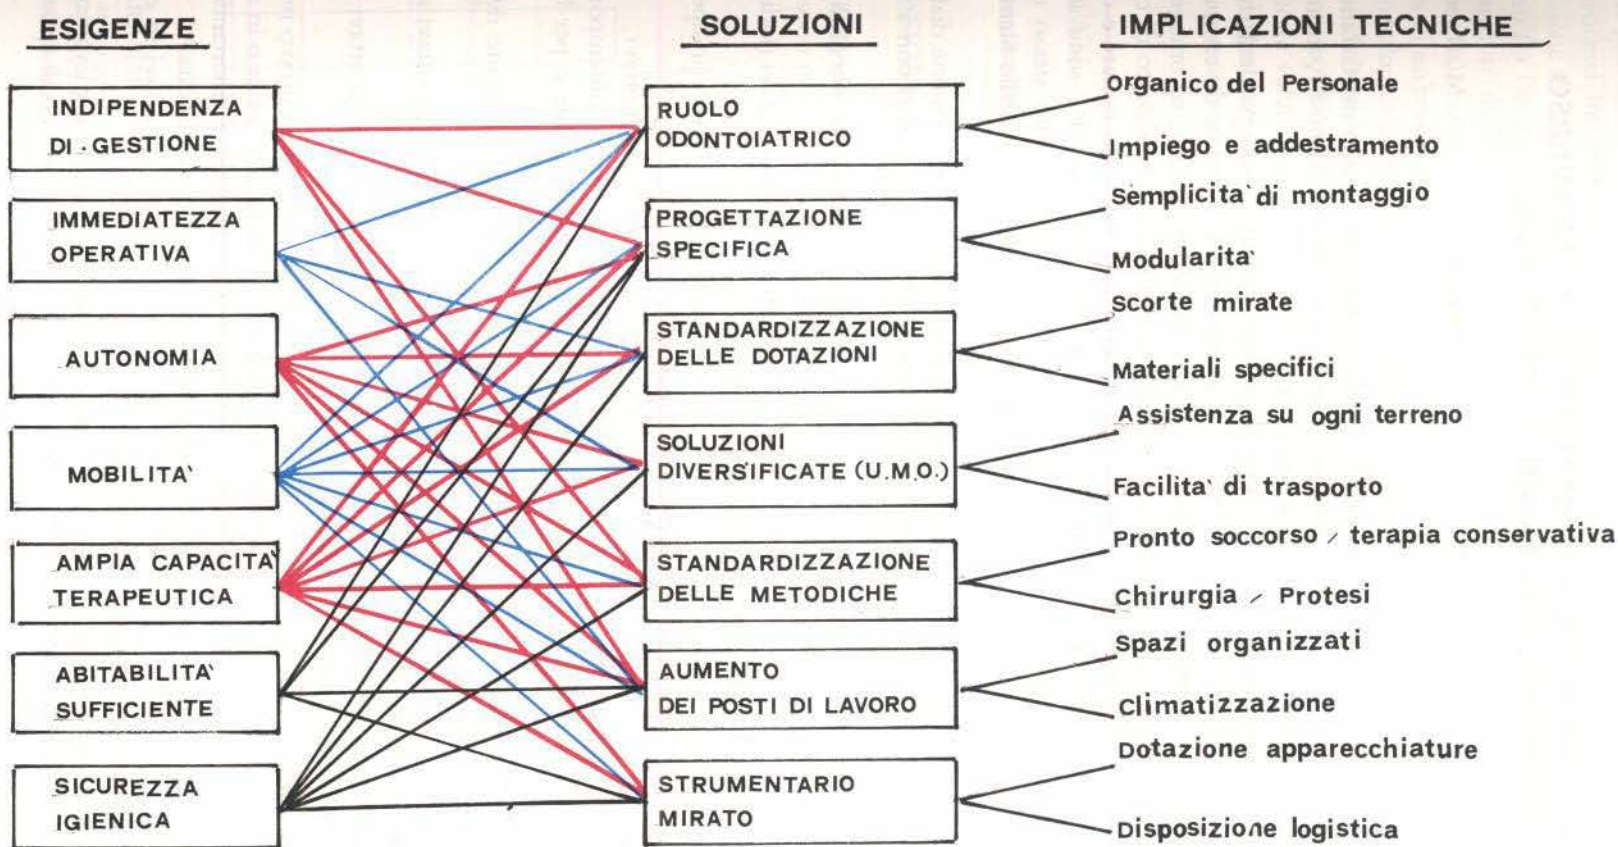 ESIGENZE
INDIPENDENZA
DI GESTIONE
IMMEDIATEZZA
OPERATIVA
AUTONOMIA
MOBILITA`
AMPIA CAPACITA`
TERAPEUTICA
ABITABILITA`
SUFFICIENTE
SICUREZZA
IGIENICA
SOLUZIONI
RUOLO
ODONTOIATRICO
PROGETTAZIONE
SPECIFICA
STANDARDIZZAZIONE
DELLE DOTAZIONI
SOLUZIONI
DIVERSIFICATE (U.M.O.)
STANDARDIZZAZIONE
DELLE METODICHE
AUMENTO
DEI POSTI DI LAVORO
STRUMENTARIO
MIRATO
IMPLICAZIONI TECNICHE
Organico del Personale
Impiego e addestramento
Semplicita` di montaggio
Modularita`
Scorte mirate
Materiali specifici
Assistenza su ogni terreno
Facilita` di trasporto
Pronto soccorso / terapia conservativa
Chirurgia / Protesi
Spazi organizzati
Climatizzazione
Dotazione apparecchiature
Disposizione logistica